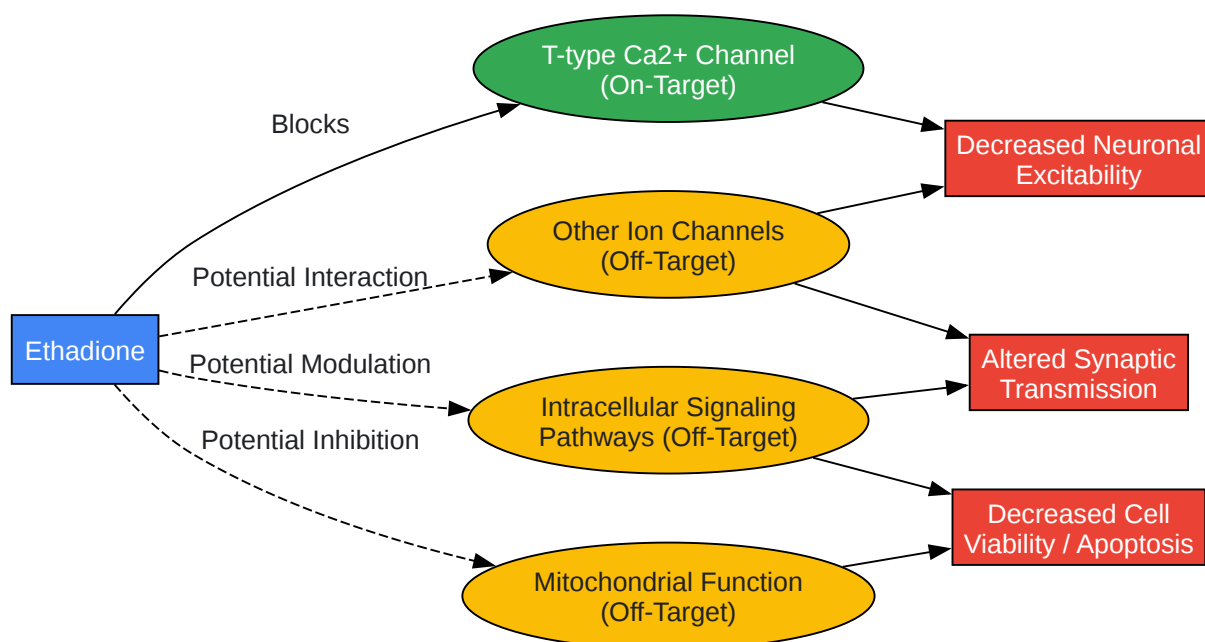 T-type Ca2+ Channel
(On-Target)
Blocks
Decreased Neuronal
Excitability
Other Ion Channels
(Off-Target)
Potential Interaction
Ethadione
Potential Modulation
Altered Synaptic
Transmission
Intracellular Signaling
Pathways (Off-Target)
Potential Inhibition
Decreased Cell
Viability / Apoptosis
Mitochondrial Function
(Off-Target)